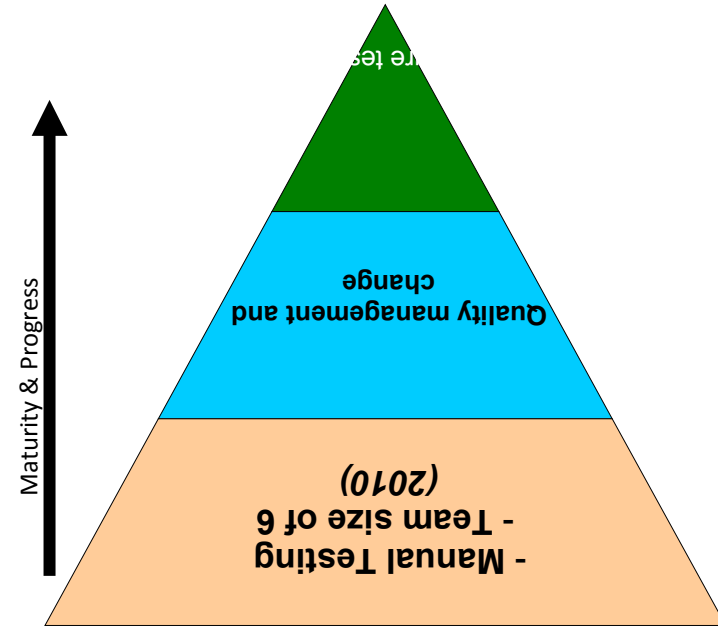 Maturity & Progress
Quality management and
change
- Manual Testing
- Team size of 6
(2010)